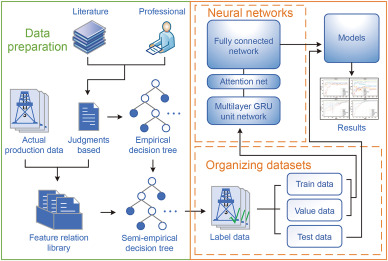 Literature
Professional
Data
preparation
Actual
production data
Judgments
based
Empirical
decision tree
Feature relation
library
Semi-empirical
decision tree
Neural networks
Fully connected
network
Attention net
Multilayer GRU
unit network
Models
Results
Organizing datasets
Label data
Train data
Value data
Test data